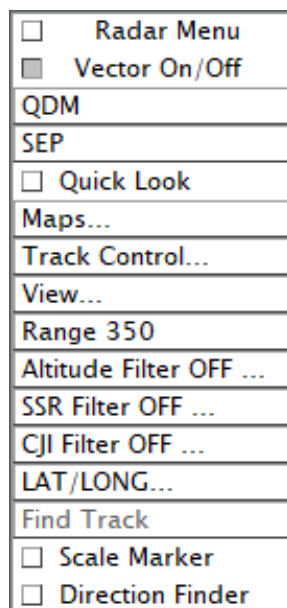 Radar Menu
Vector On/Off
QDM
SEP
Quick Look
Maps...
Track Control...
View...
Range 350
Altitude Filter OFF ...
SSR Filter OFF ...
CJI Filter OFF ...
LAT/LONG...
Find Track
Scale Marker
Direction Finder